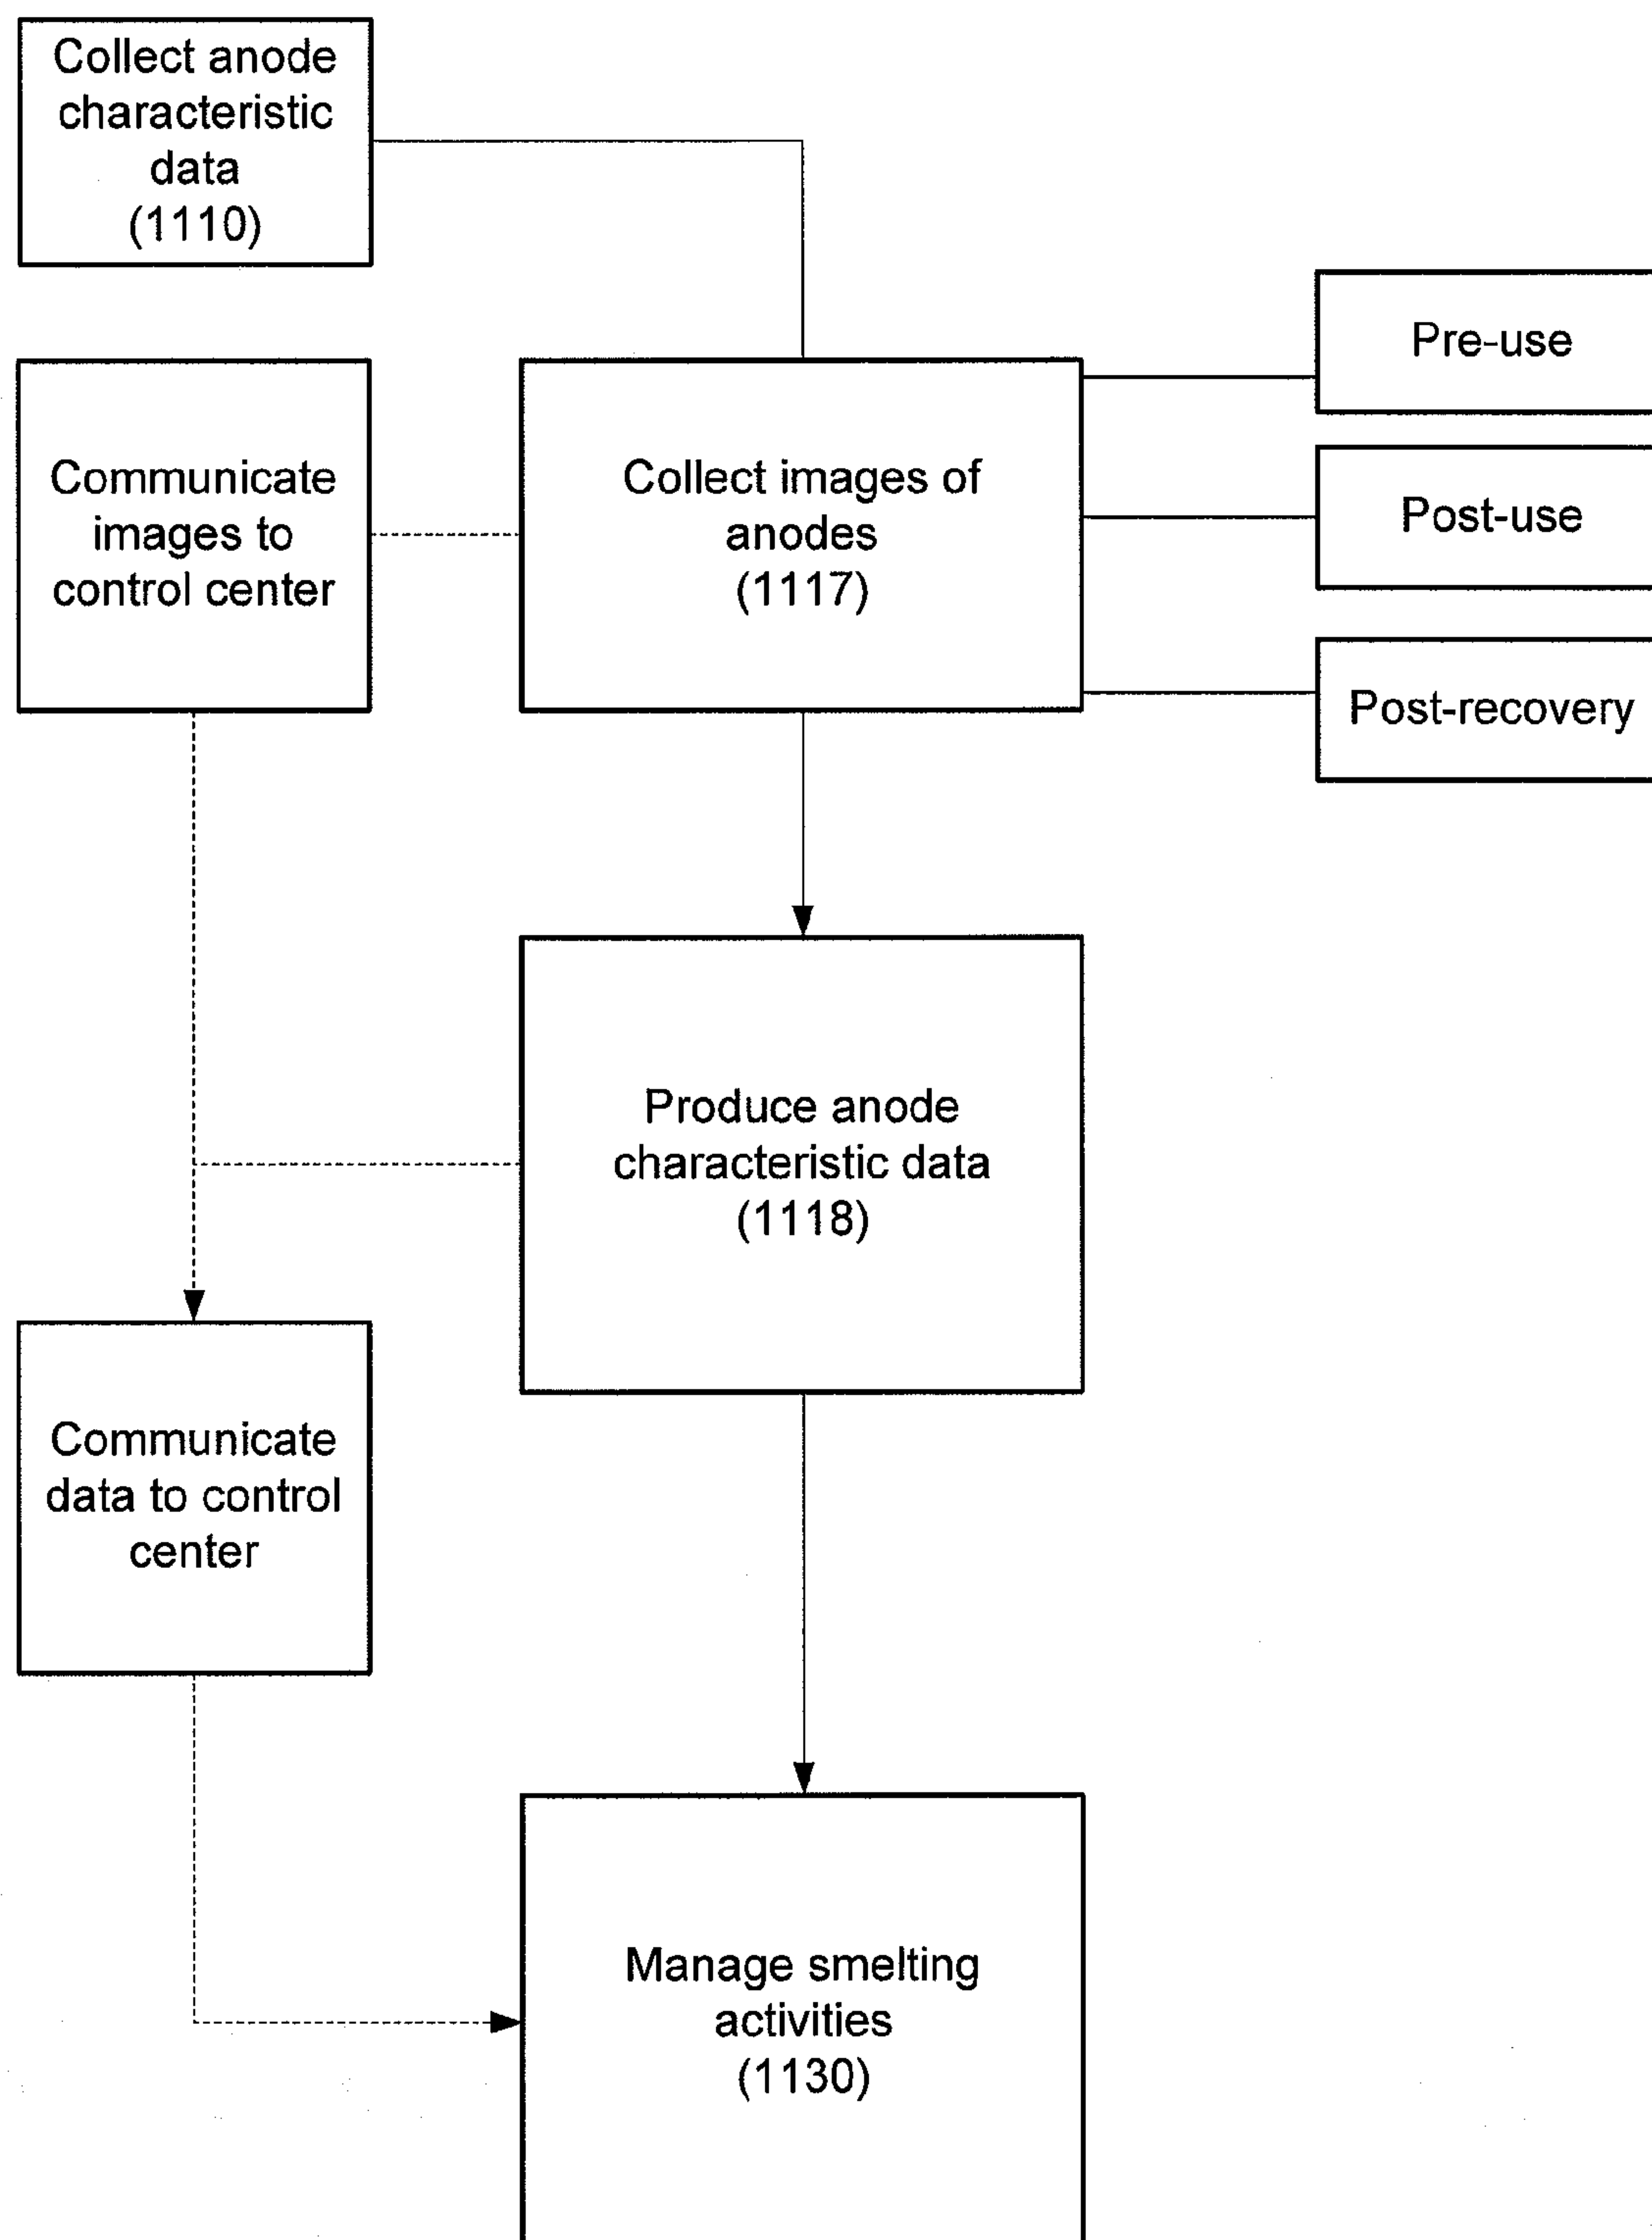 Collect anode
characteristic
data
(1110)
Pre-use
Communicate
images to
control center
Collect images of
anodes
(1117)
Post-use
Post-recovery
Produce anode
characteristic data
(1118)
Communicate
data to control
center
Manage smelting
activities
(1130)